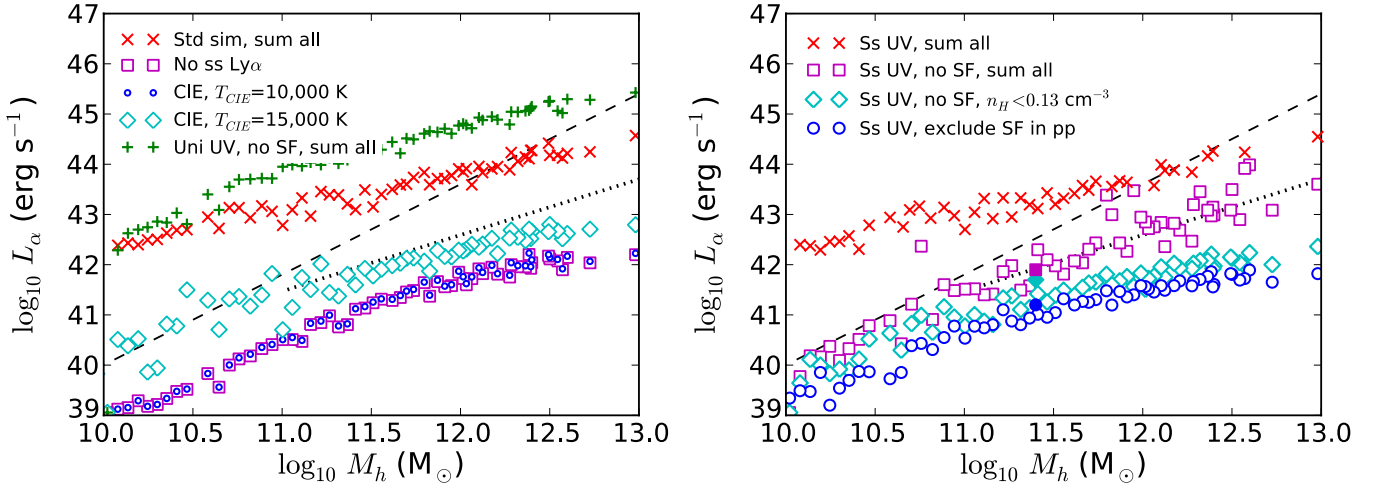 47
46
45
44
43
42
41
40
39
log₁₀ Lα (erg s⁻¹)
Std sim, sum all
No ss Lyα
CIE, T_CIE=10,000 K
CIE, T_CIE=15,000 K
Uni UV, no SF, sum all
10.0 10.5 11.0 11.5 12.0 12.5 13.0
log₁₀ M_h (M☉)
47
46
45
44
43
42
41
40
39
log₁₀ Lα (erg s⁻¹)
Ss UV, sum all
Ss UV, no SF, sum all
Ss UV, no SF, n_H<0.13 cm⁻³
Ss UV, exclude SF in pp
10.0 10.5 11.0 11.5 12.0 12.5 13.0
log₁₀ M_h (M☉)